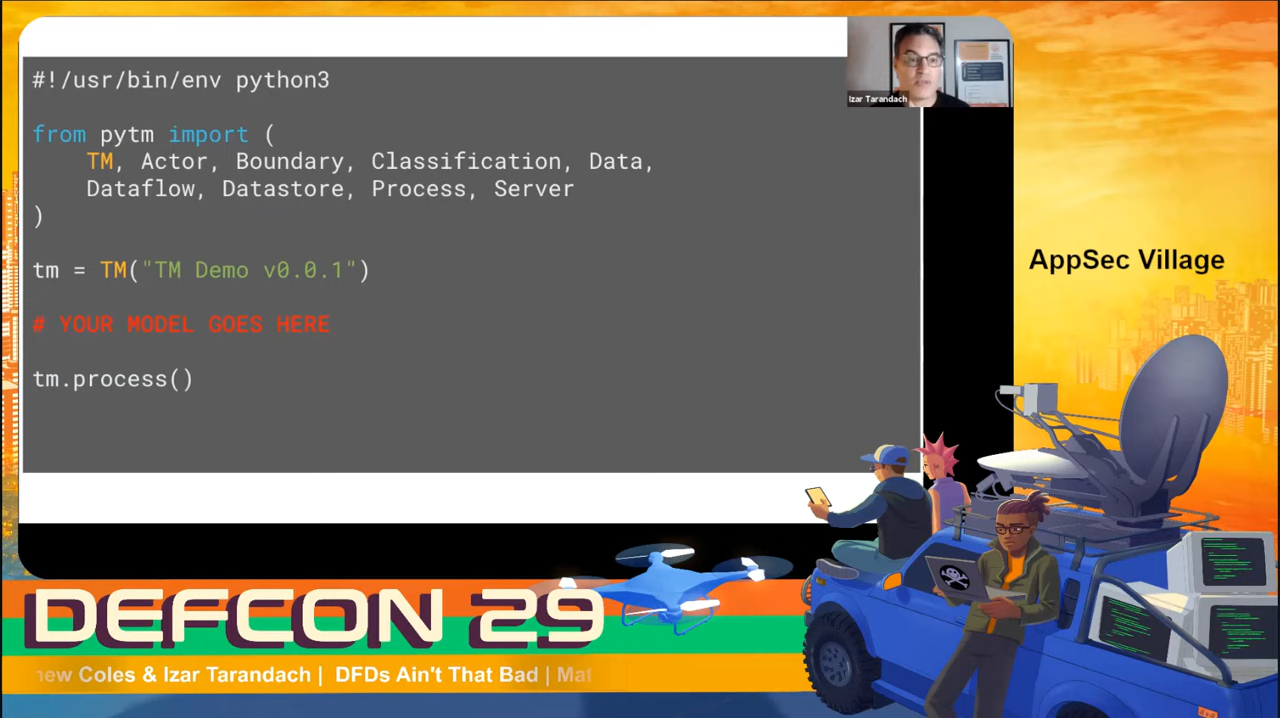 #!/usr/bin/env python3
from pytm import (
TM, Actor, Boundary, Classification, Data,
Dataflow, Datastore, Process, Server
)
tm = TM("TM Demo v0.0.1")
# YOUR MODEL GOES HERE
tm.process()
Izar Tarandach
AppSec Village
DEFCON 29
new Coles & Izar Tarandach | DFDs Ain't That Bad | Mat